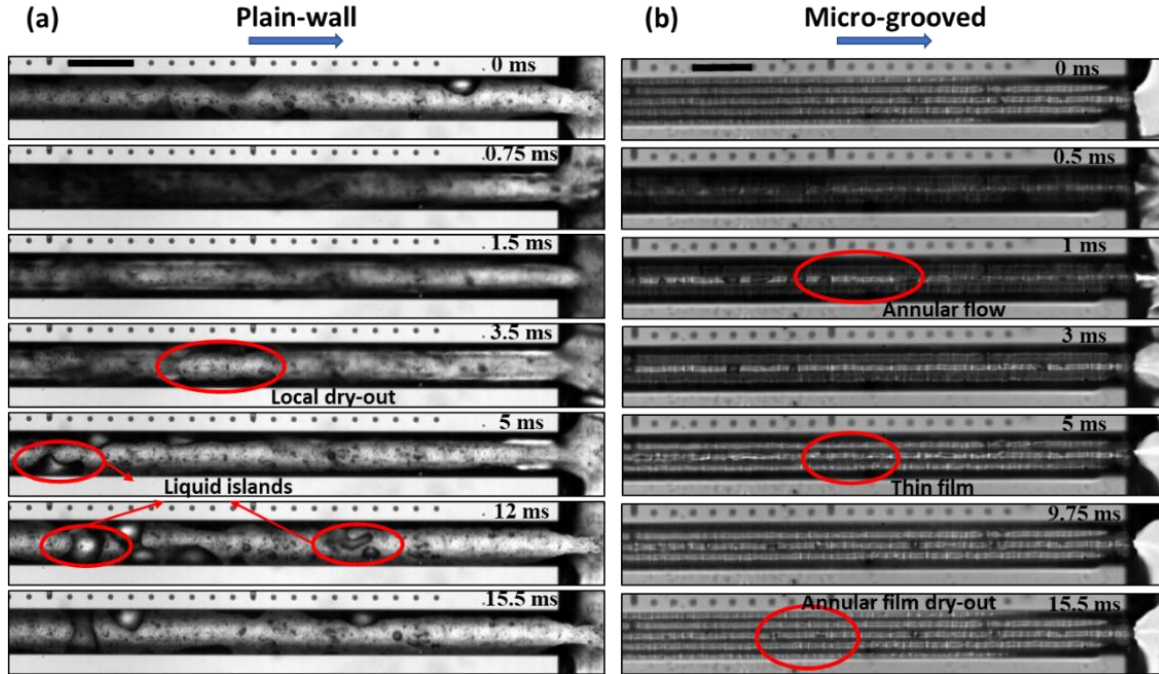 (a)
Plain-wall
0 ms
0.75 ms
1.5 ms
3.5 ms
Local dry-out
5 ms
Liquid islands
12 ms
15.5 ms
(b)
Micro-grooved
0 ms
0.5 ms
1 ms
Annular flow
3 ms
5 ms
Thin film
9.75 ms
Annular film dry-out
15.5 ms